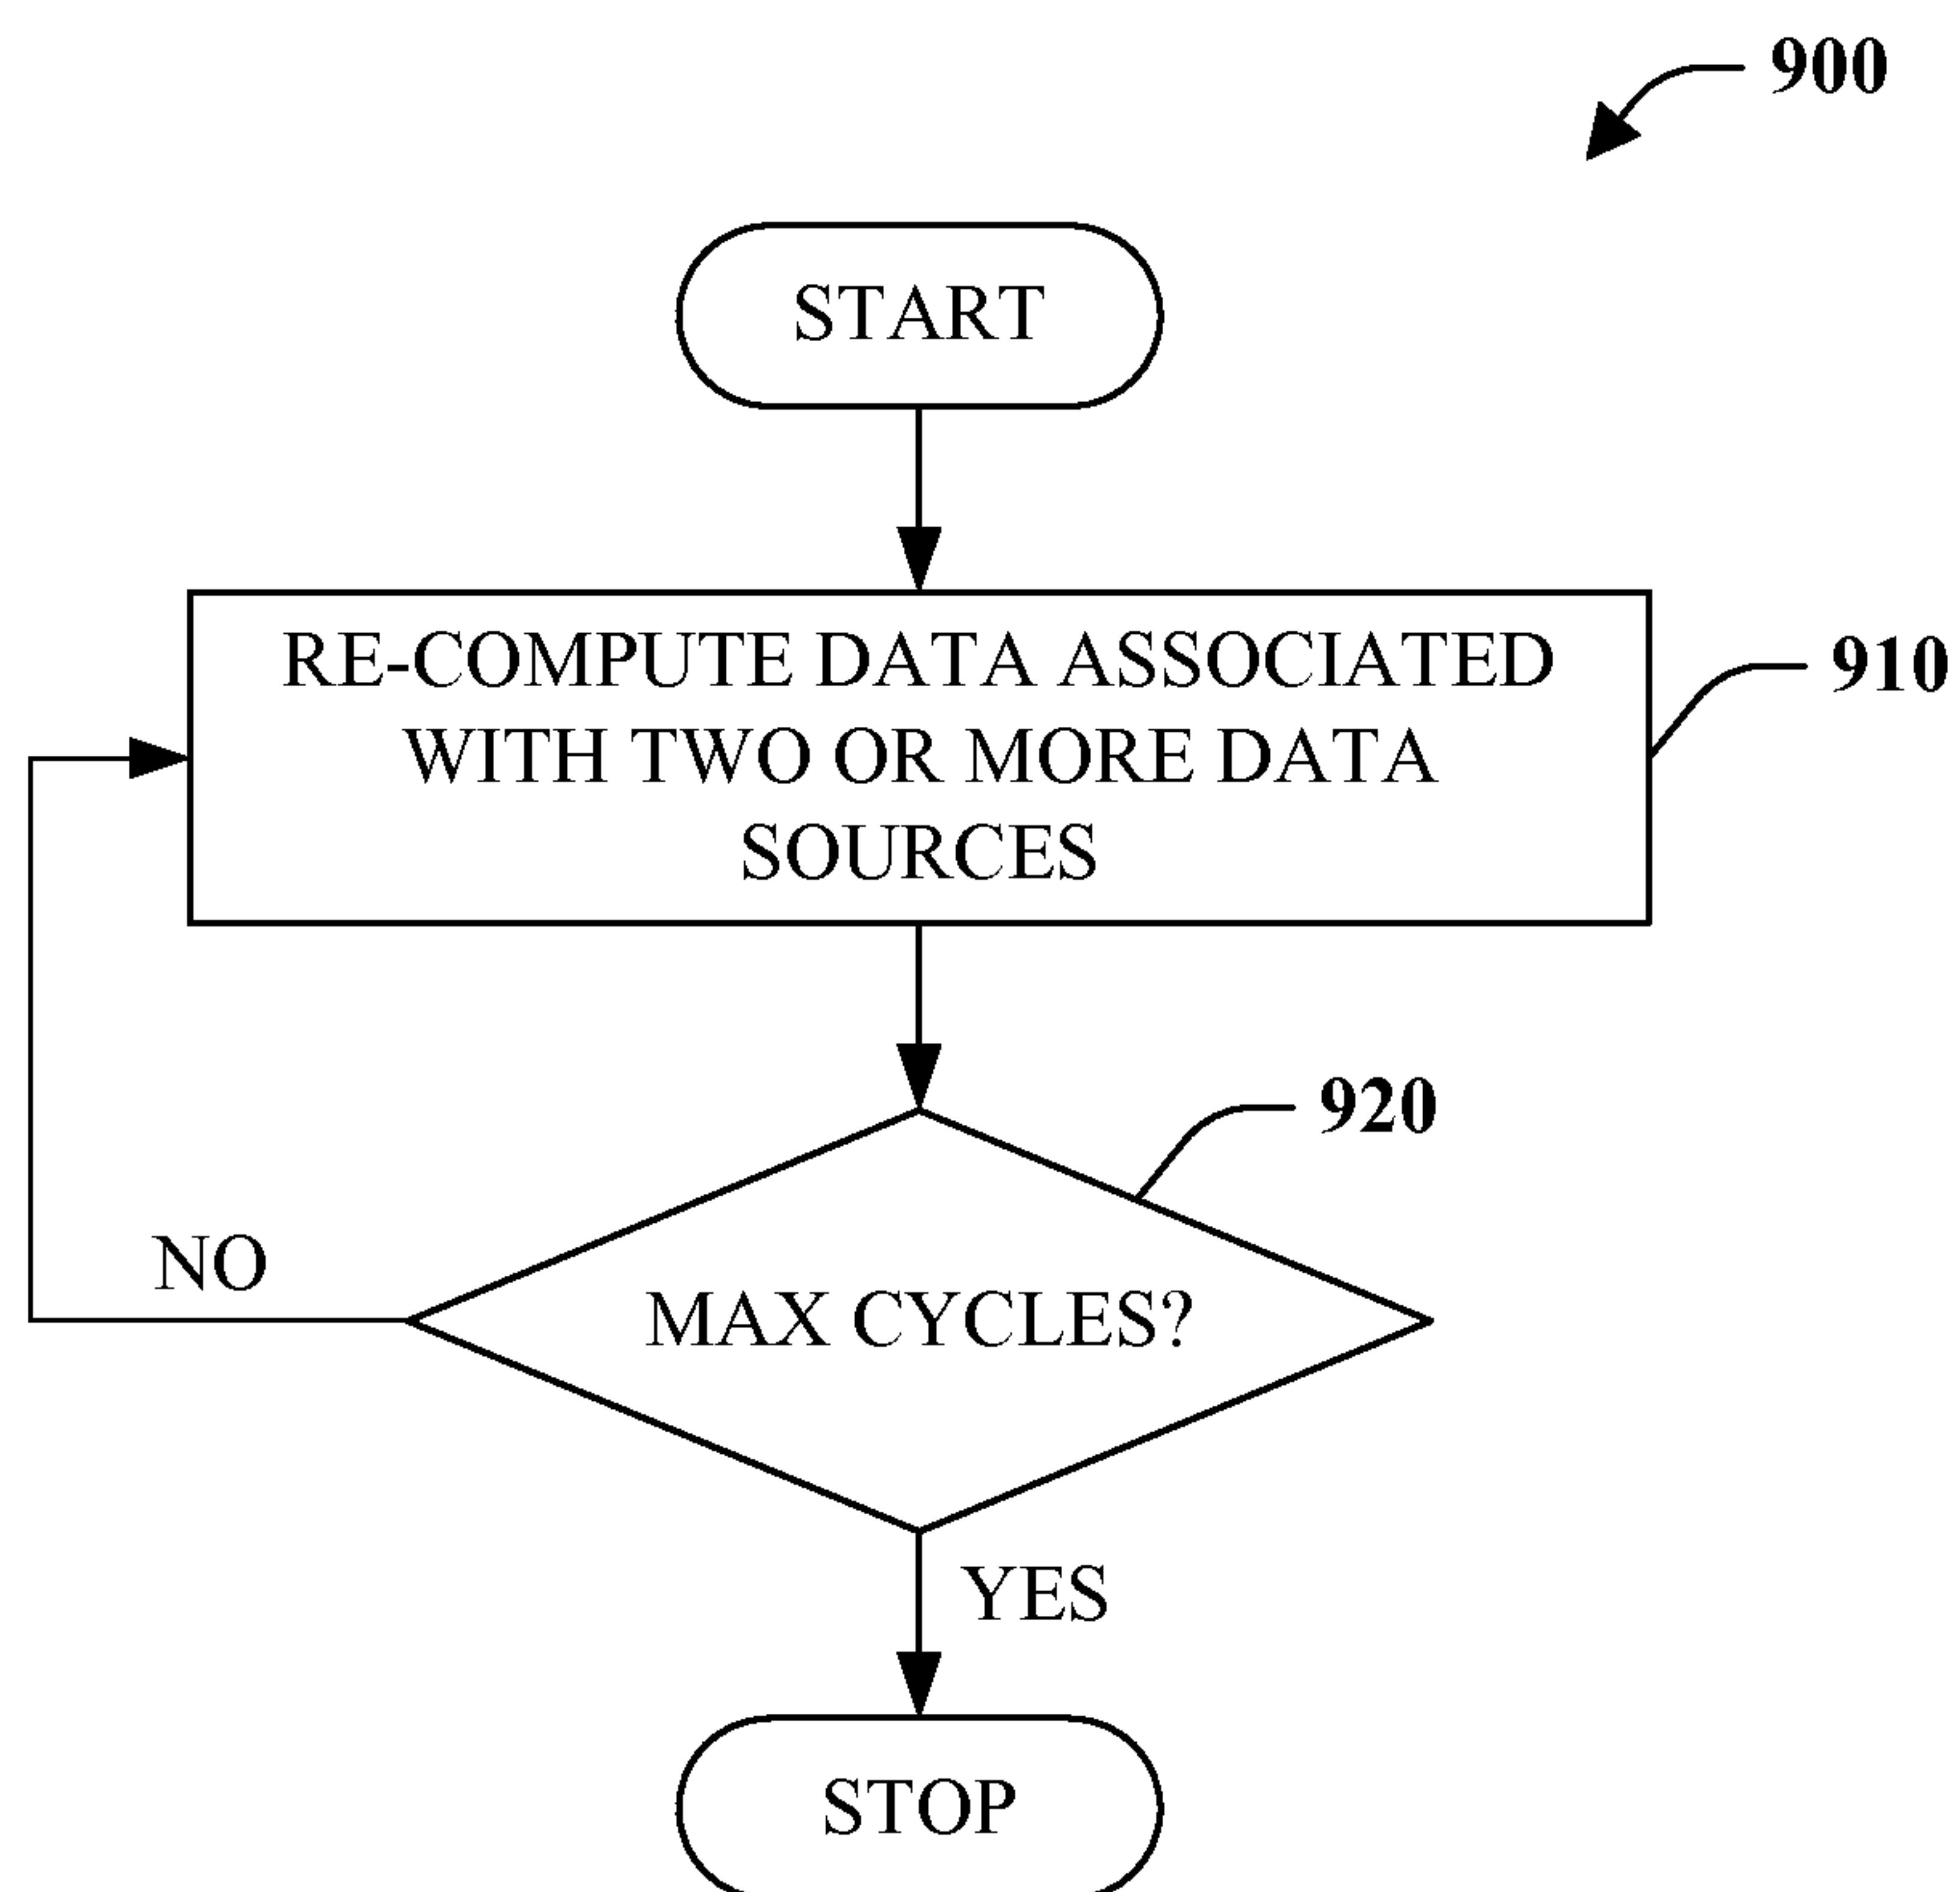 900
START
RE-COMPUTE DATA ASSOCIATED
WITH TWO OR MORE DATA
SOURCES
910
920
MAX CYCLES?
NO
YES
STOP